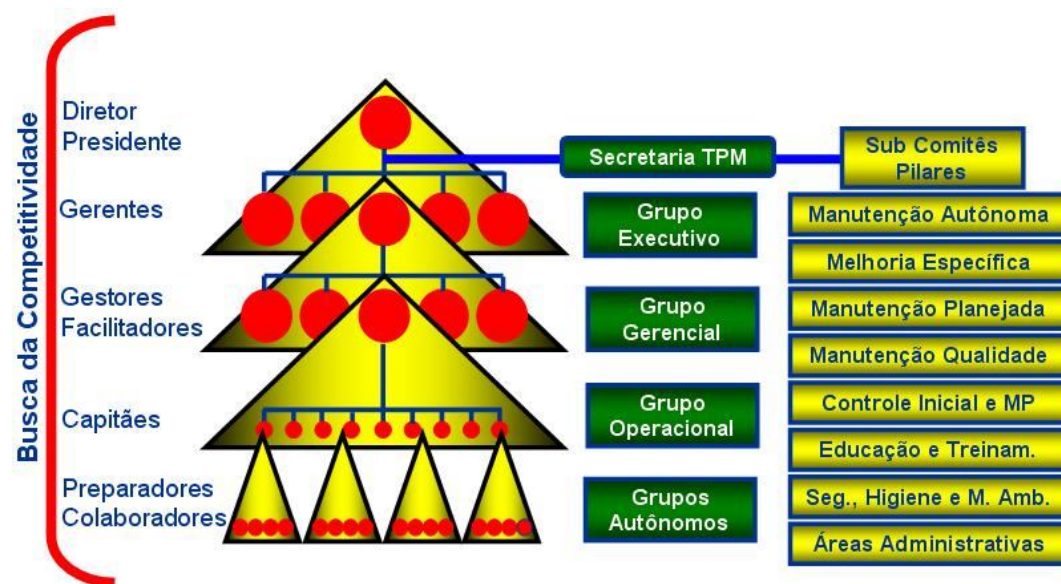 Busca da Competitividade
Diretor
Presidente
Gerentes
Gestores
Facilitadores
Capitães
Preparadores
Colaboradores
Secretaria TPM
Grupo
Executivo
Grupo
Gerencial
Grupo
Operacional
Grupos
Autônomos
Sub Comitês
Pilares
Manutenção Autônoma
Melhoria Específica
Manutenção Planejada
Manutenção Qualidade
Controle Inicial e MP
Educação e Treinam.
Seg., Higiene e M. Amb.
Áreas Administrativas